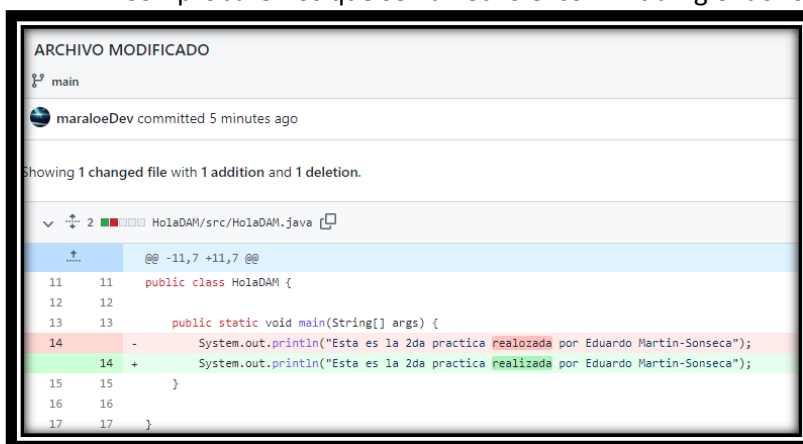 ARCHIVO MODIFICADO
main
maraloeDev committed 5 minutes ago
Showing 1 changed file with 1 addition and 1 deletion.
2 HolaDAM/src/HolaDAM.java
@@ -11,7 +11,7 @@
11 11 public class HolaDAM {
12 12
13 13 public static void main(String[] args) {
14 - System.out.println("Esta es la 2da practica realozada por Eduardo Martin-Sonseca");
14 + System.out.println("Esta es la 2da practica realizada por Eduardo Martin-Sonseca");
15 15 }
16 16
17 17 }